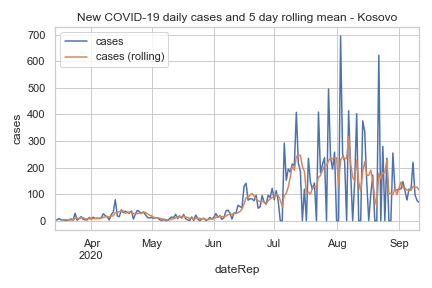 New COVID-19 daily cases and 5 day rolling mean - Kosovo
cases
cases (rolling)
700
600
500
400
300
200
100
0
cases
Apr
2020
May
Jun
Jul
Aug
Sep
dateRep